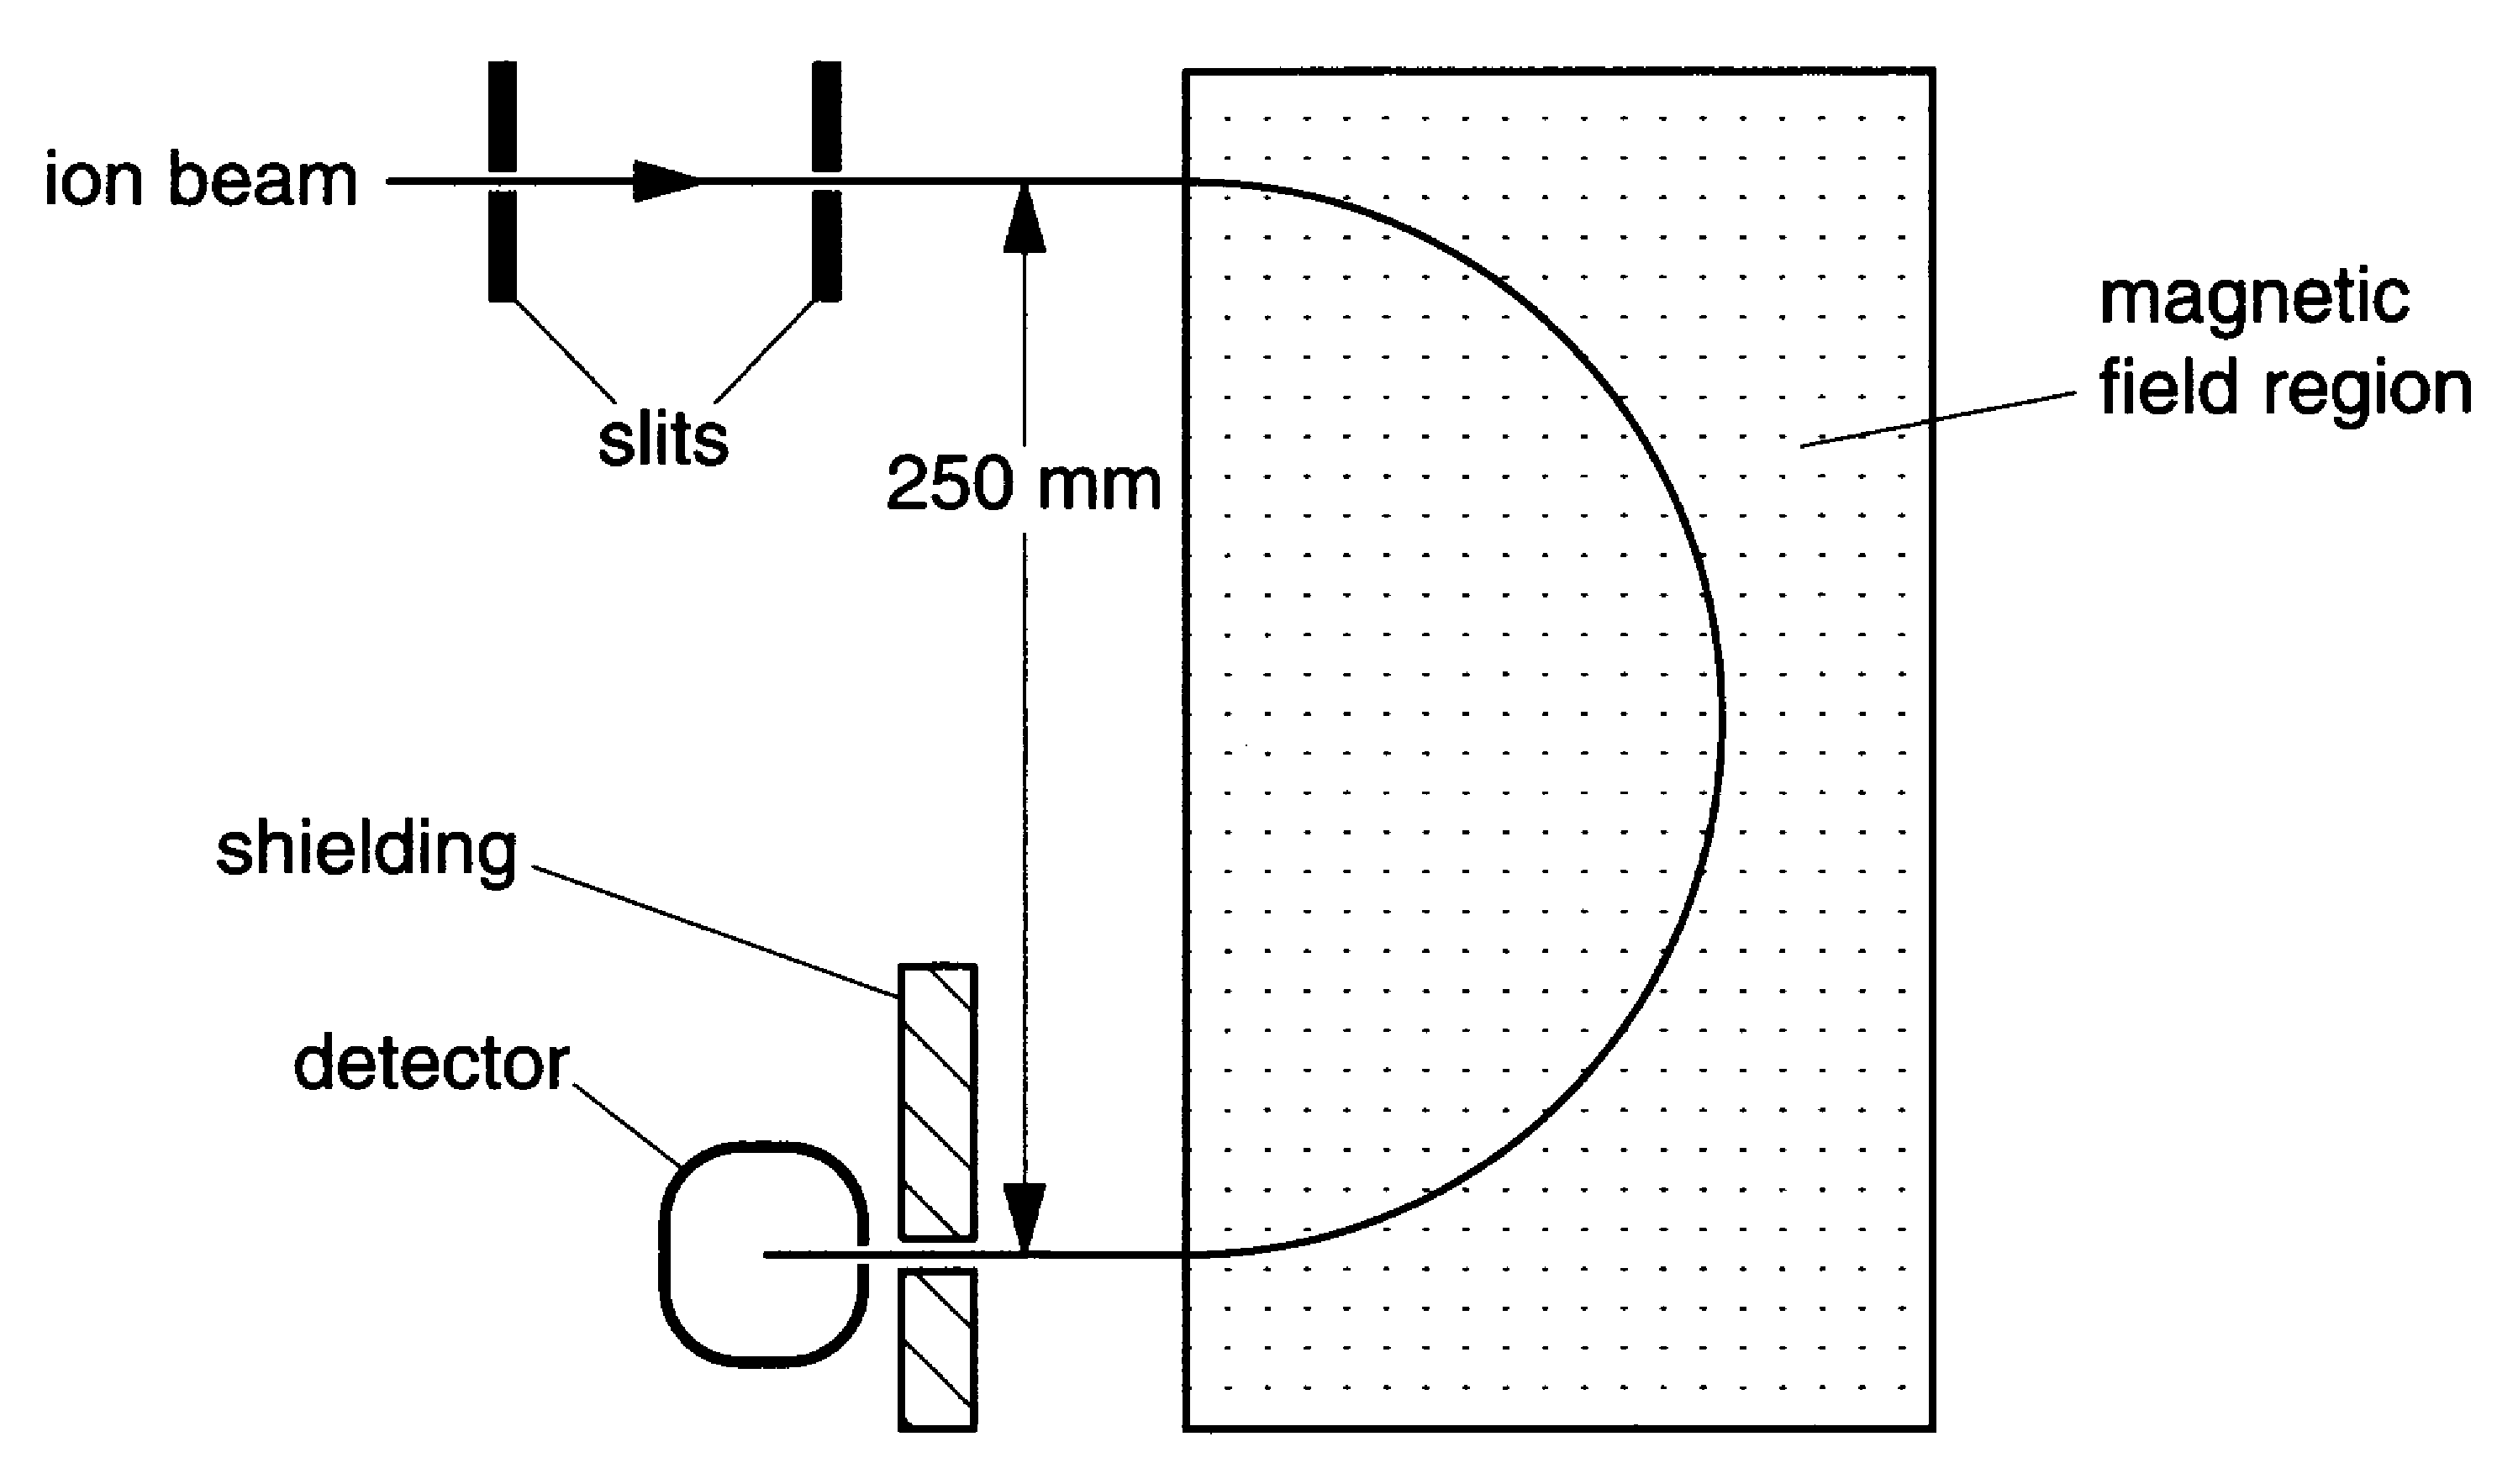 ion beam
slits
250 mm
magnetic
field region
shielding
detector